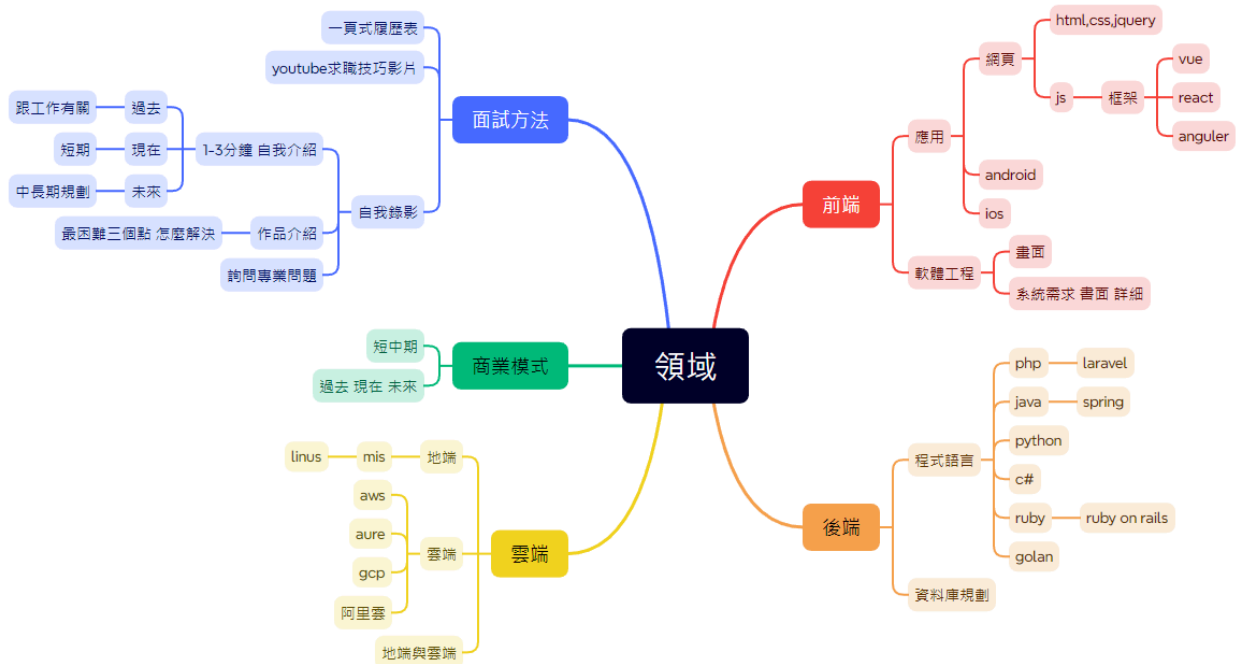 領域
面試方法
一頁式履歷表
youtube求職技巧影片
自我錄影
1-3分鐘 自我介紹
過去
跟工作有關
現在
短期
未來
中長期規劃
作品介紹
最困難三個點 怎麼解決
詢問專業問題
商業模式
短中期
過去 現在 未來
雲端
地端
mis
linus
雲端
aws
aure
gcp
阿里雲
地端與雲端
前端
應用
網頁
html,css,jquery
js
框架
vue
react
anguler
android
ios
軟體工程
畫面
系統需求 畫面 詳細
後端
程式語言
php
laravel
java
spring
python
c#
ruby
ruby on rails
golan
資料庫規劃